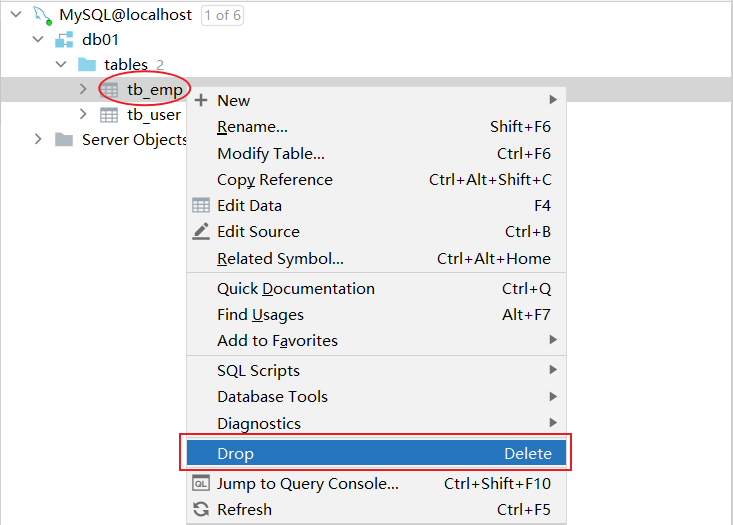 MySQL@localhost 1 of 6
db01
tables 2
tb_emp
tb_user
Server Objects
New
Rename... Shift+F6
Modify Table... Ctrl+F6
Copy Reference Ctrl+Alt+Shift+C
Edit Data F4
Edit Source Ctrl+B
Related Symbol... Ctrl+Alt+Home
Quick Documentation Ctrl+Q
Find Usages Alt+F7
Add to Favorites
SQL Scripts
Database Tools
Diagnostics
Drop Delete
QL Jump to Query Console... Ctrl+Shift+F10
Refresh Ctrl+F5